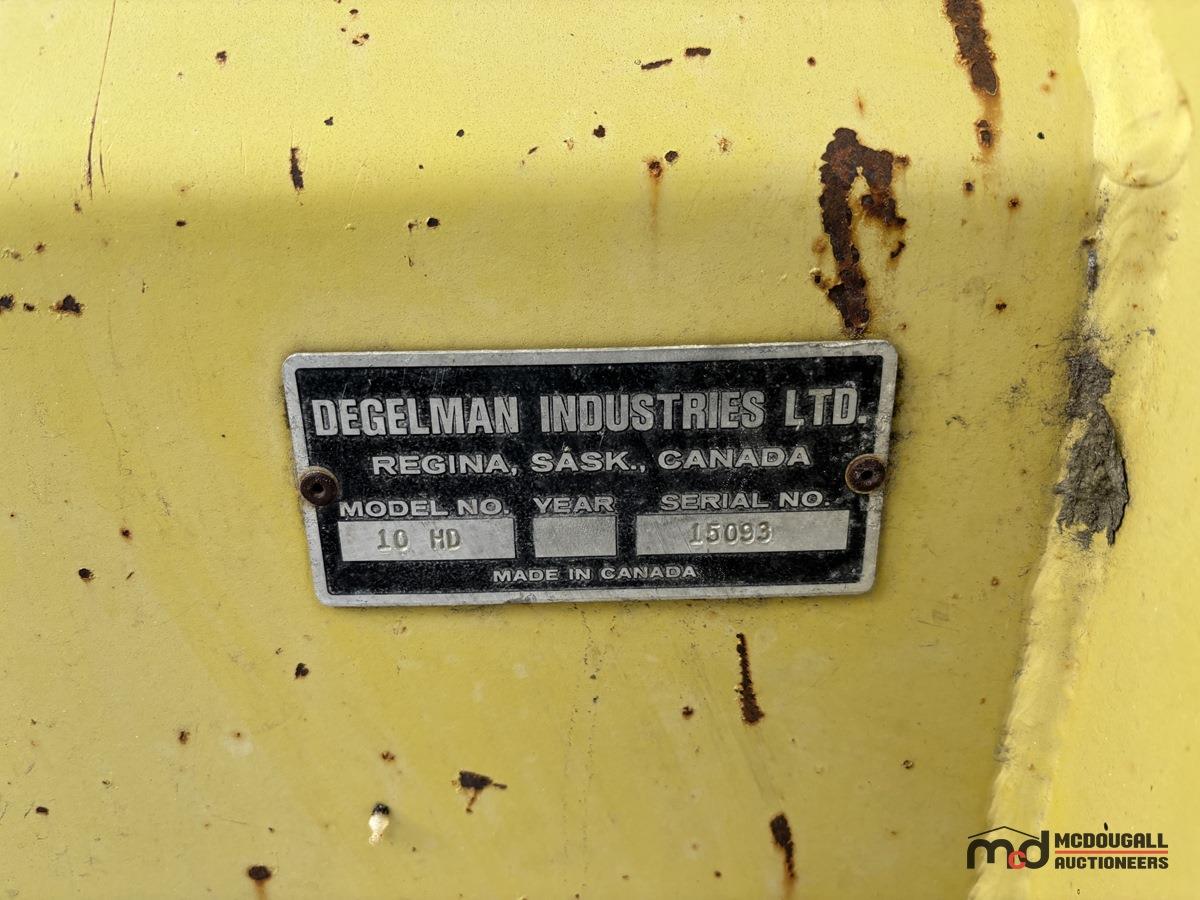 DEGELMAN INDUSTRIES LTD.
REGINA, SASK., CANADA
MODEL NO. YEAR SERIAL NO.
10 HD 15093
MADE IN CANADA
mcd MCDOUGALL
AUCTIONEERS